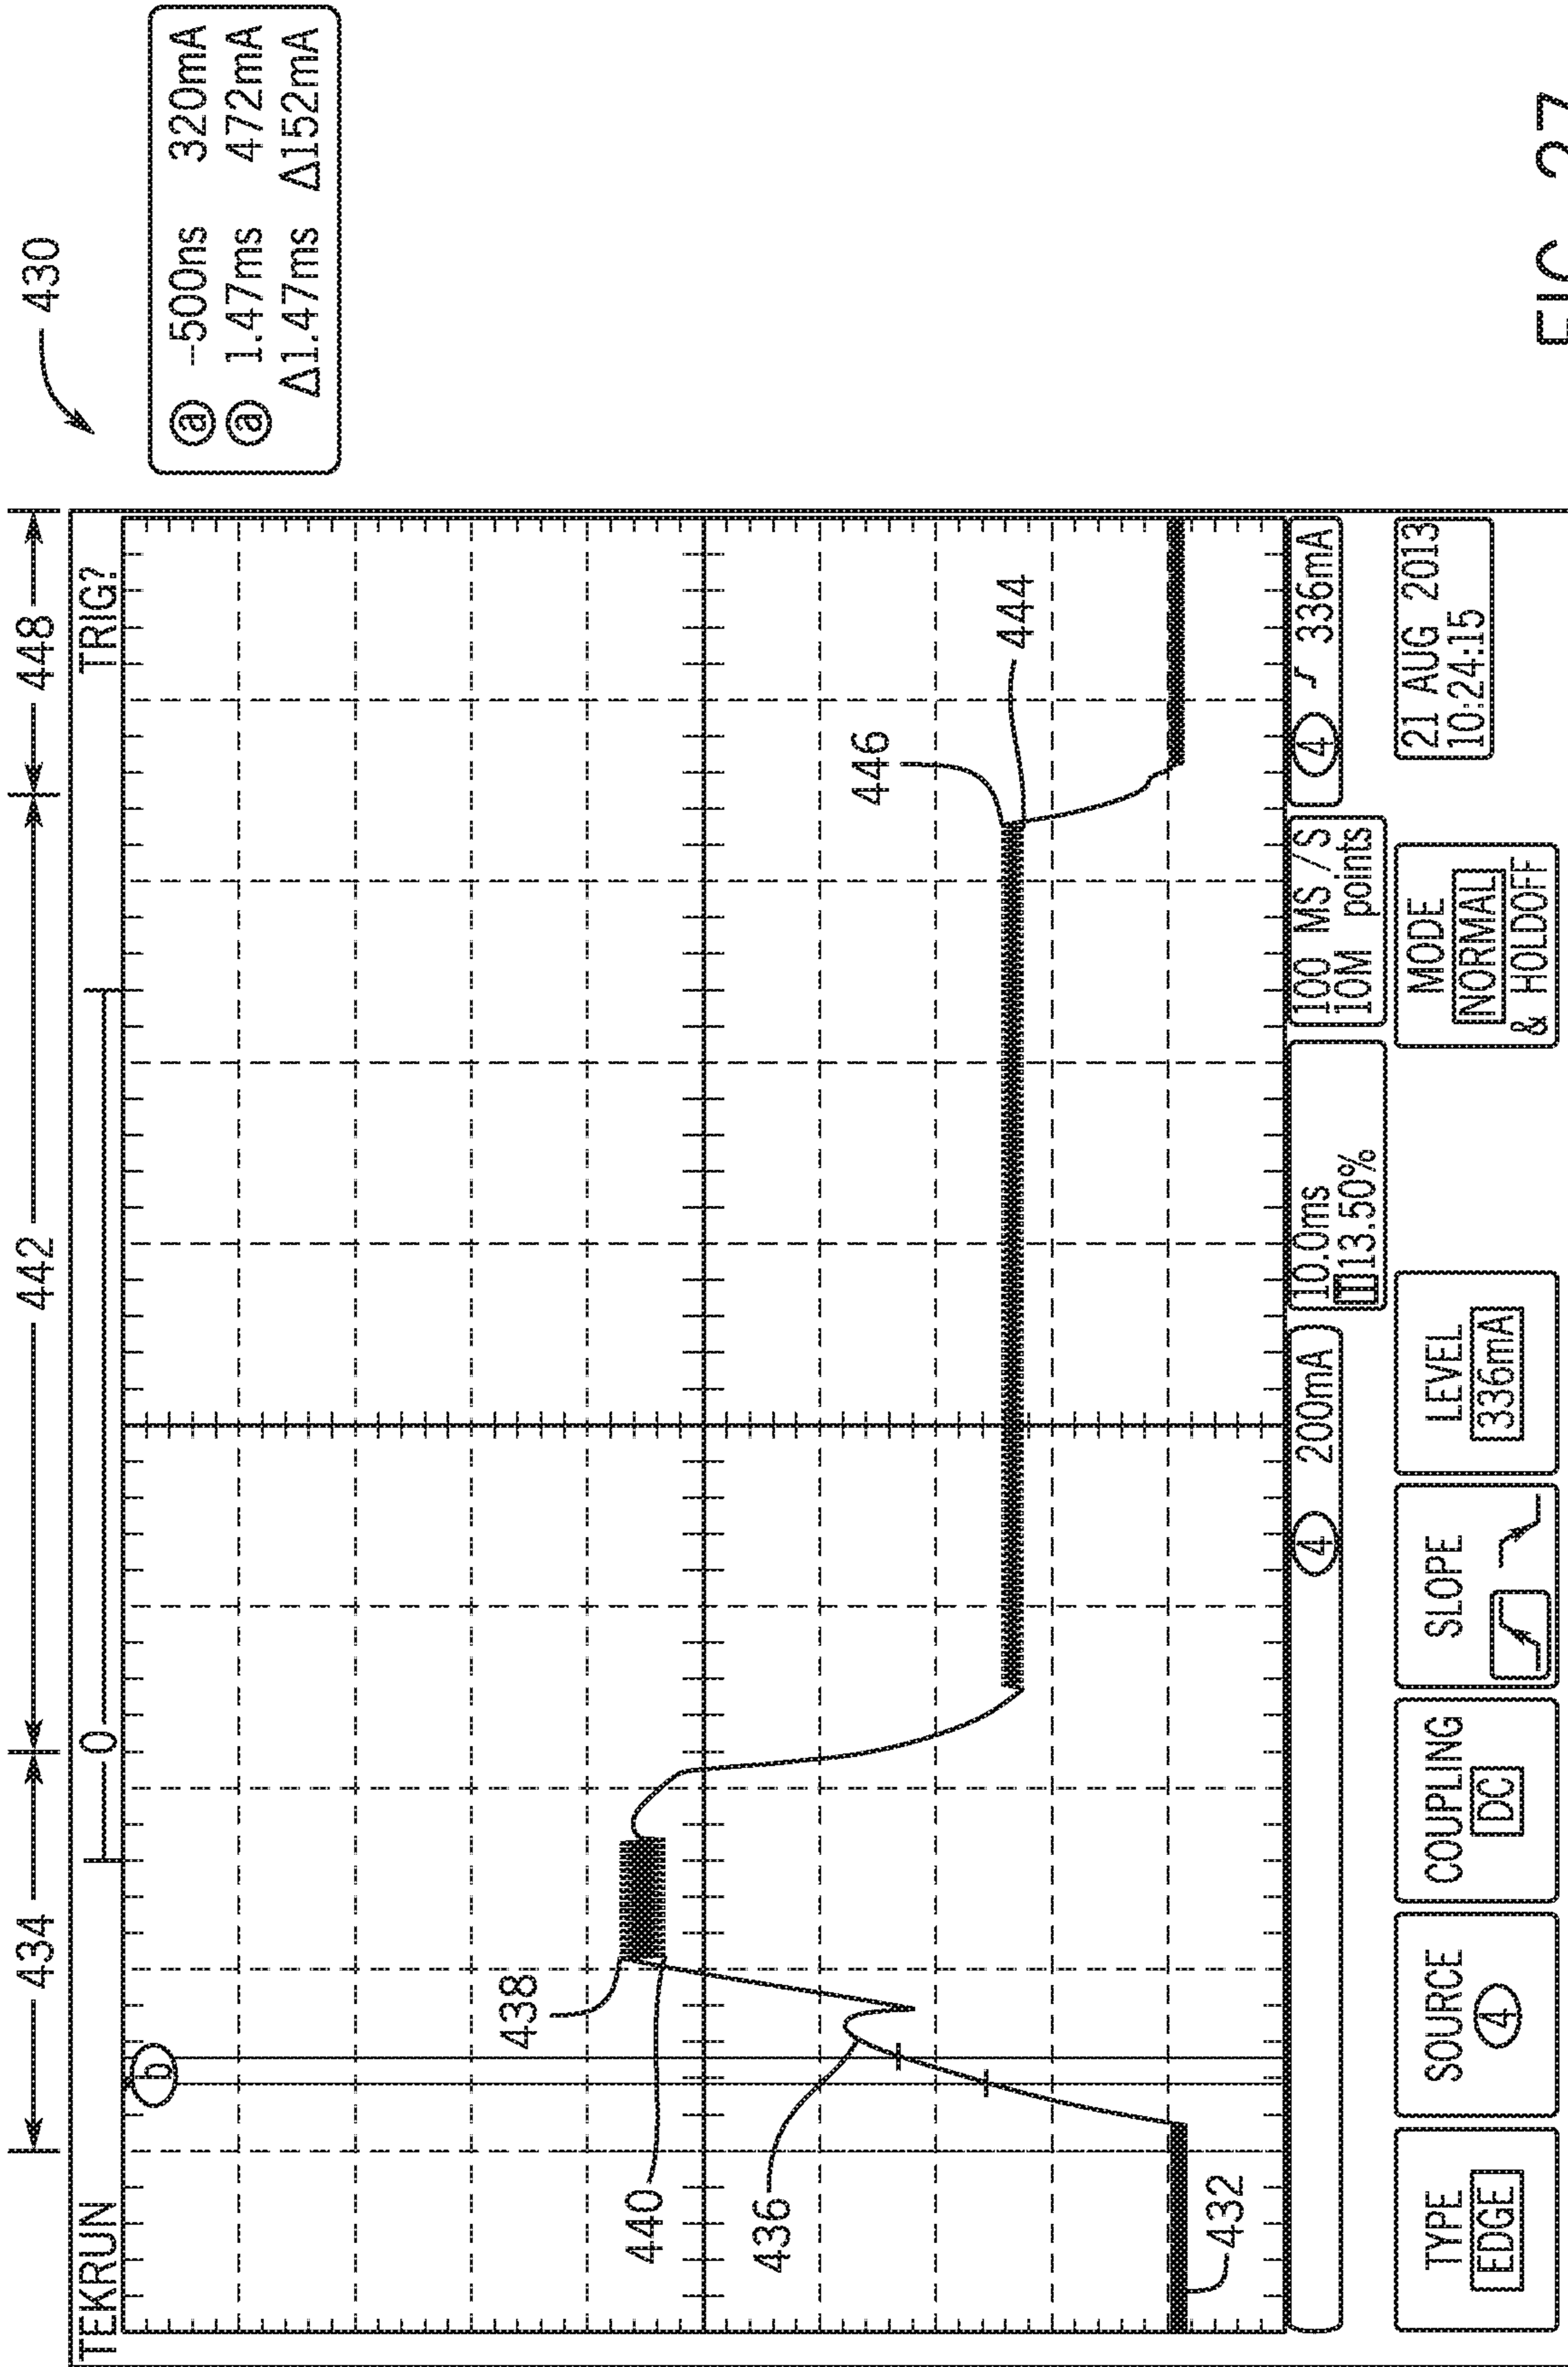 430
434
442
448
TEKRUN
0
TRIG?
ⓐ -500ns 320mA
ⓐ 1.47ms 472mA
Δ1.47ms Δ152mA
b
438
440
436
432
446
444
4 200mA
10.0ms
T 13.50%
100 MS/S
10M points
4 336mA
TYPE
EDGE
SOURCE
4
COUPLING
DC
SLOPE
LEVEL
336mA
MODE
NORMAL
& HOLDOFF
21 AUG 2013
10:24:15
FIG. 27